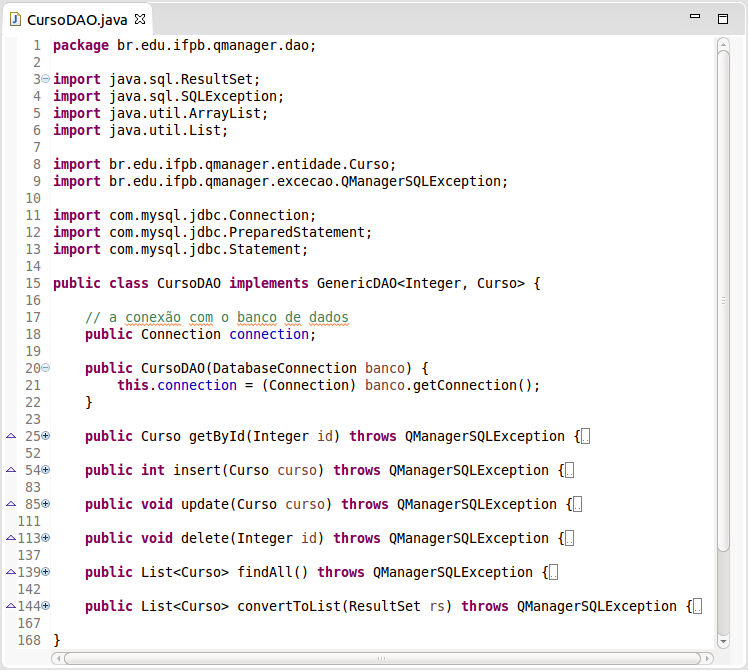 CursoDAO.java
1 package br.edu.ifpb.qmanager.dao;
2
3 import java.sql.ResultSet;
4 import java.sql.SQLException;
5 import java.util.ArrayList;
6 import java.util.List;
7
8 import br.edu.ifpb.qmanager.entidade.Curso;
9 import br.edu.ifpb.qmanager.excecao.QManagerSQLException;
10
11 import com.mysql.jdbc.Connection;
12 import com.mysql.jdbc.PreparedStatement;
13 import com.mysql.jdbc.Statement;
14
15 public class CursoDAO implements GenericDAO<Integer, Curso> {
16
17 // a conexão com o banco de dados
18 public Connection connection;
19
20 public CursoDAO(DatabaseConnection banco) {
21 this.connection = (Connection) banco.getConnection();
22 }
23
25 public Curso getById(Integer id) throws QManagerSQLException {..
52
54 public int insert(Curso curso) throws QManagerSQLException {..
83
85 public void update(Curso curso) throws QManagerSQLException {..
111
113 public void delete(Integer id) throws QManagerSQLException {..
137
139 public List<Curso> findAll() throws QManagerSQLException {..
142
144 public List<Curso> convertToList(ResultSet rs) throws QManagerSQLException {..
167
168 }